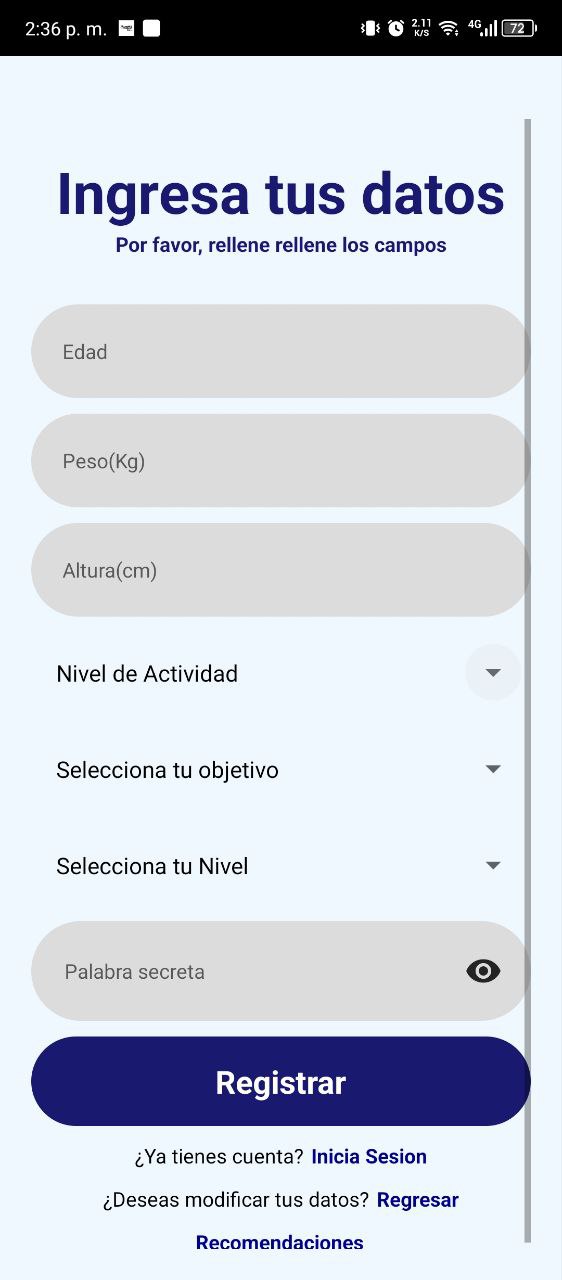 2:36 p. m.
2.11
K/S
4G
72
Ingresa tus datos
Por favor, rellene rellene los campos
Edad
Peso(Kg)
Altura(cm)
Nivel de Actividad
Selecciona tu objetivo
Selecciona tu Nivel
Palabra secreta
Registrar
¿Ya tienes cuenta? Inicia Sesion
¿Deseas modificar tus datos? Regresar
Recomendaciones